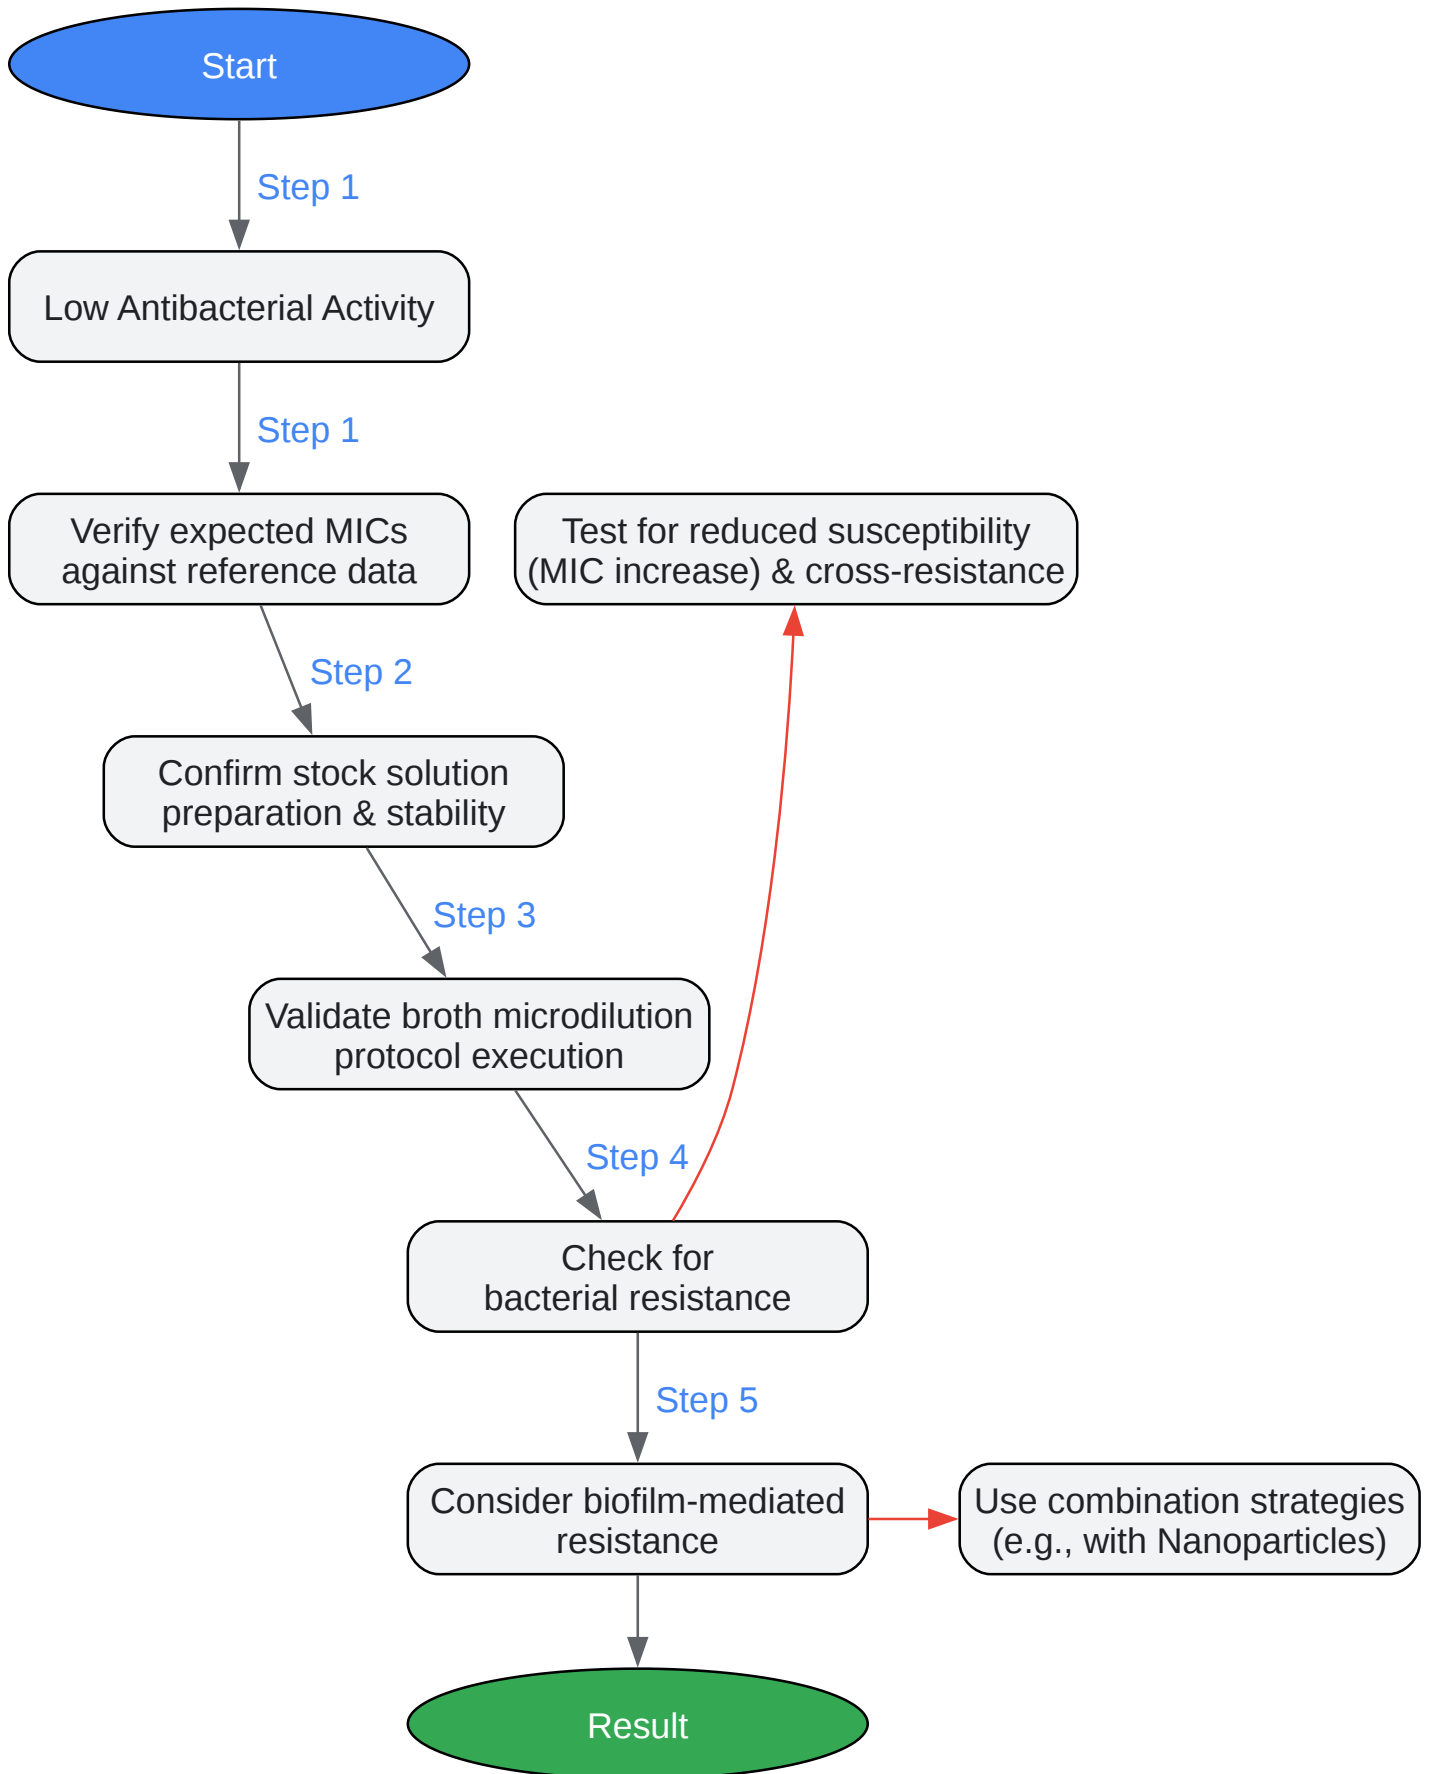 Start
Step 1
Low Antibacterial Activity
Step 1
Verify expected MICs
against reference data
Test for reduced susceptibility
(MIC increase) & cross-resistance
Step 2
Confirm stock solution
preparation & stability
Step 3
Validate broth microdilution
protocol execution
Step 4
Check for
bacterial resistance
Step 5
Consider biofilm-mediated
resistance
Use combination strategies
(e.g., with Nanoparticles)
Result